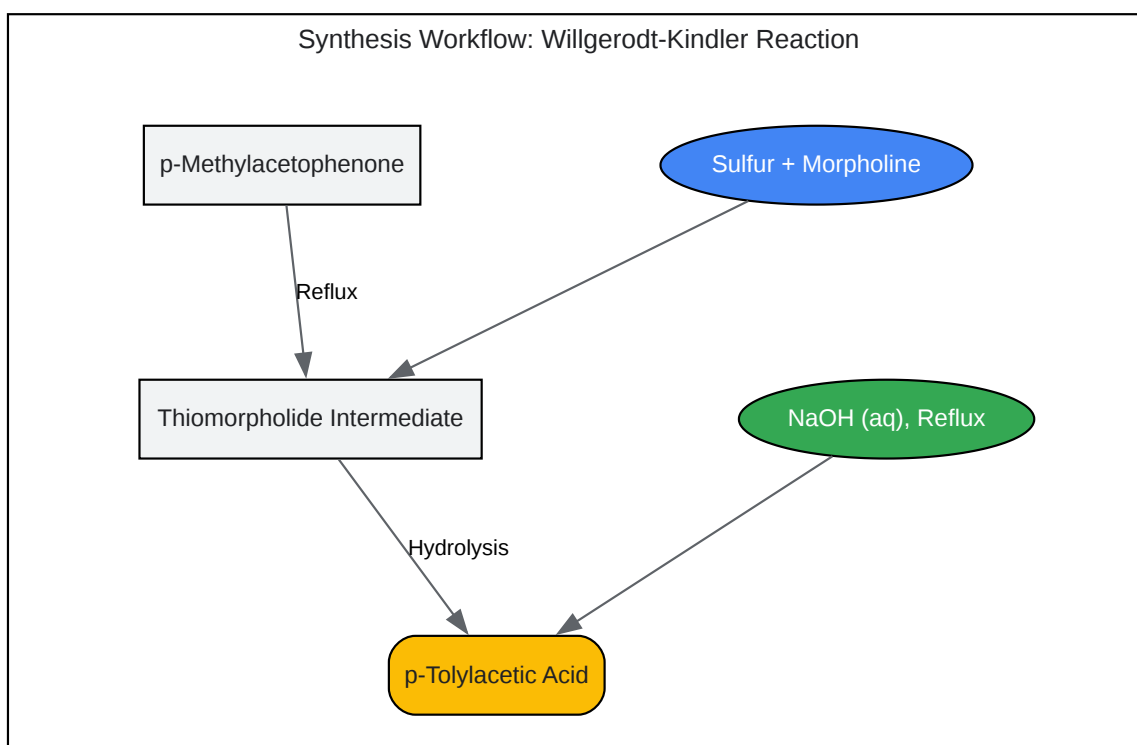 Synthesis Workflow: Willgerodt-Kindler Reaction
p-Methylacetophenone
Sulfur + Morpholine
Reflux
Thiomorpholide Intermediate
NaOH (aq), Reflux
Hydrolysis
p-Tolylacetic Acid